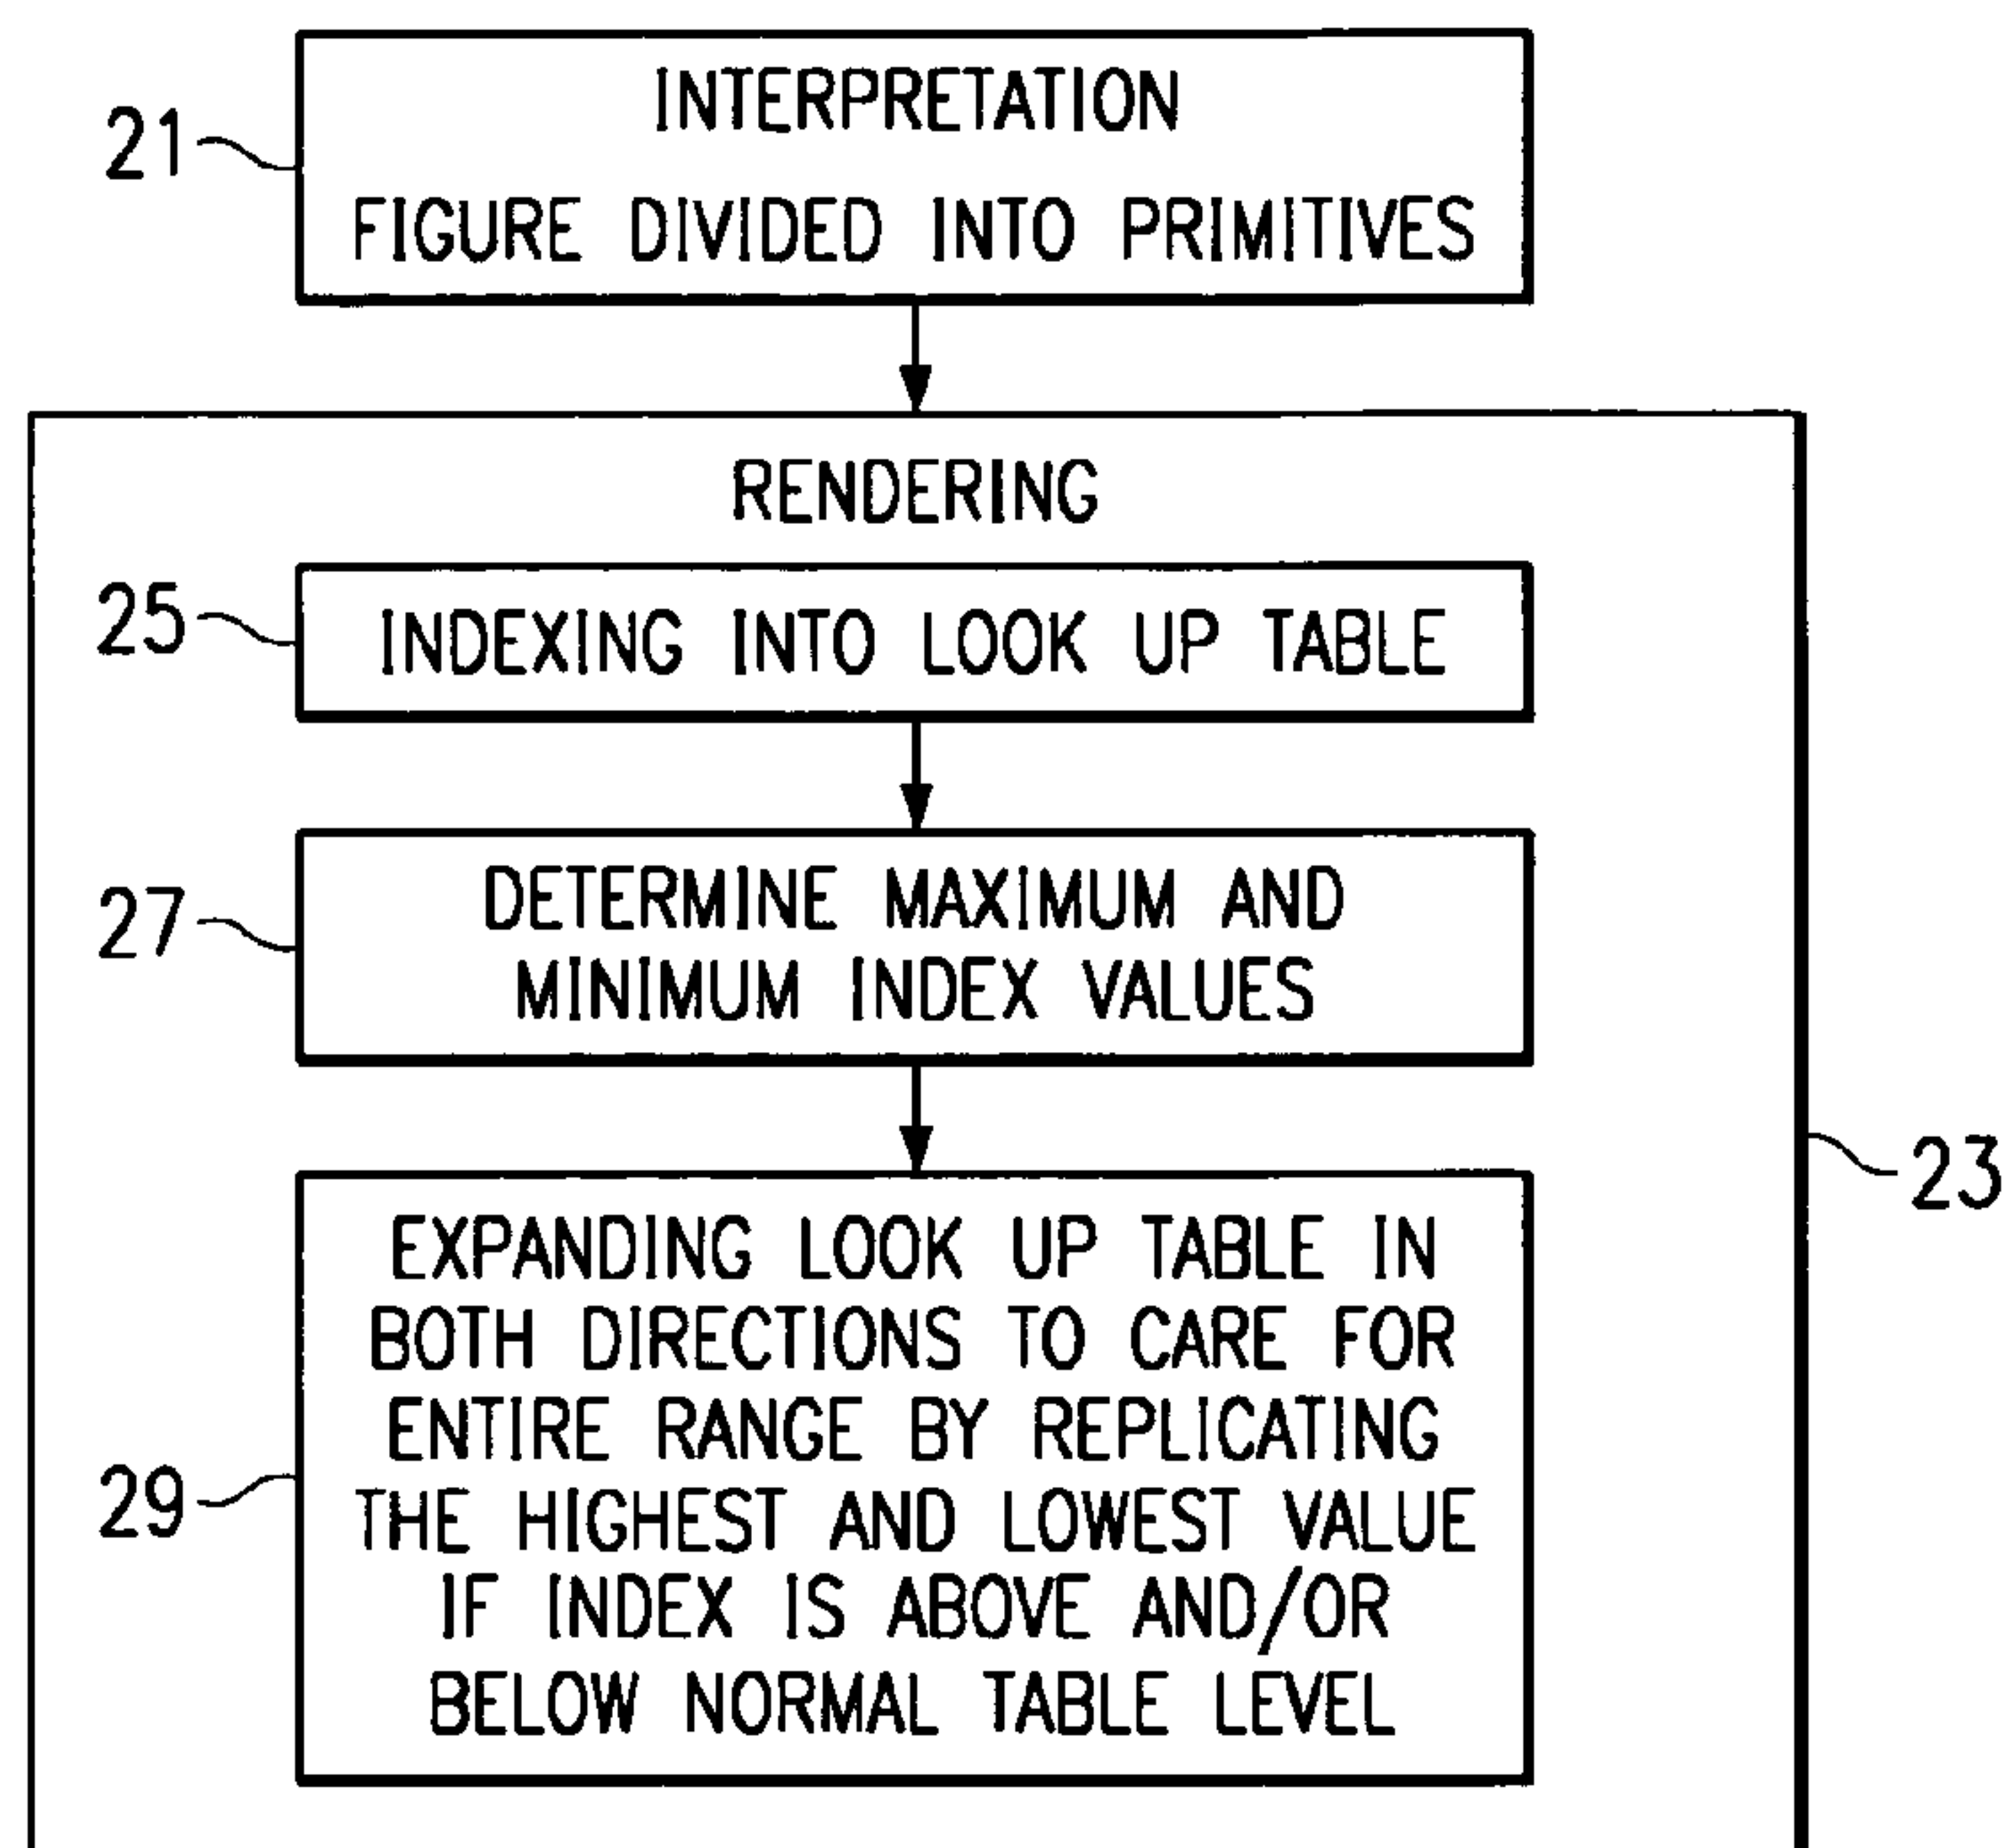 INTERPRETATION
21
FIGURE DIVIDED INTO PRIMITIVES
RENDERING
25
INDEXING INTO LOOK UP TABLE
27
DETERMINE MAXIMUM AND
MINIMUM INDEX VALUES
23
EXPANDING LOOK UP TABLE IN
BOTH DIRECTIONS TO CARE FOR
ENTIRE RANGE BY REPLICATING
29
THE HIGHEST AND LOWEST VALUE
IF INDEX IS ABOVE AND/OR
BELOW NORMAL TABLE LEVEL